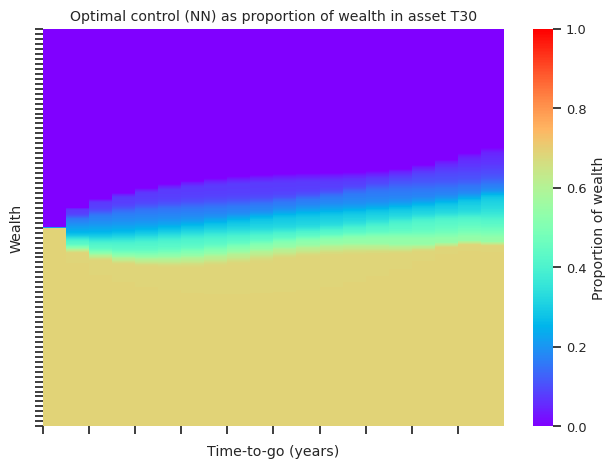 Optimal control (NN) as proportion of wealth in asset T30
Wealth
Time-to-go (years)
1.0
0.8
0.6
0.4
0.2
0.0
Proportion of wealth